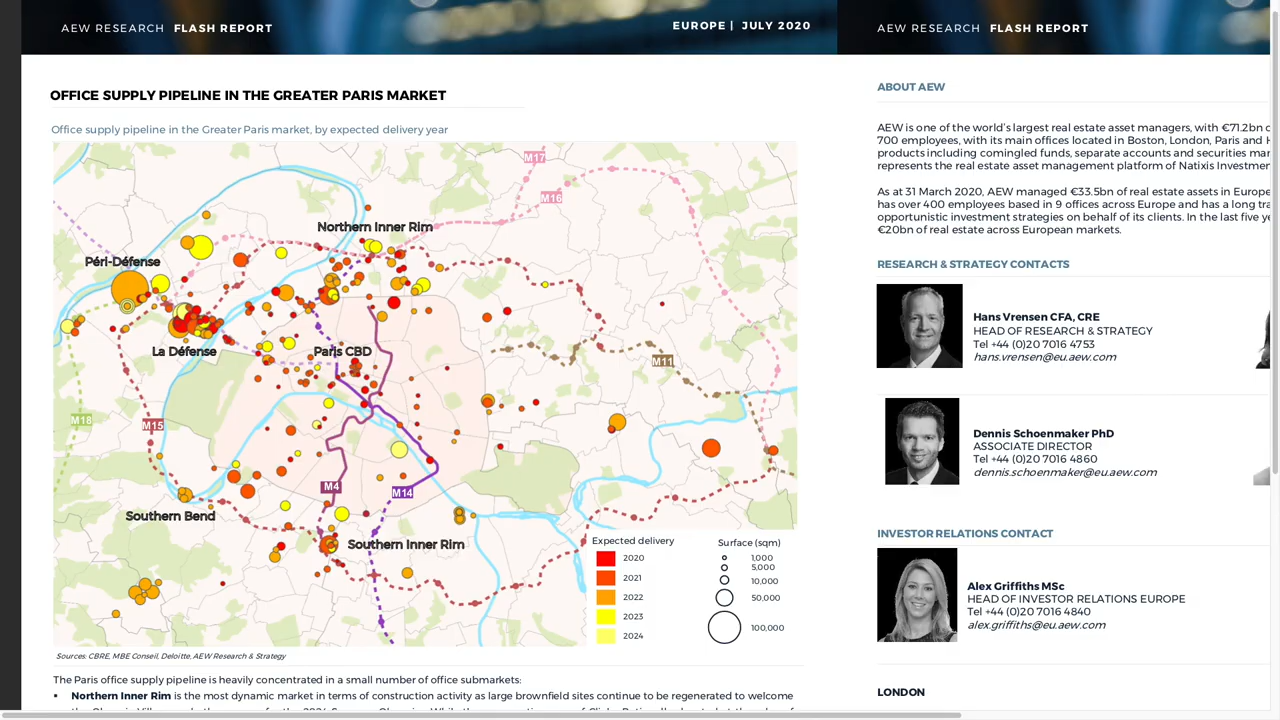 AEW RESEARCH FLASH REPORT
EUROPE | JULY 2020
OFFICE SUPPLY PIPELINE IN THE GREATER PARIS MARKET
Office supply pipeline in the Greater Paris market, by expected delivery year
M17
M16
Northern Inner Rim
Péri-Défense
La Défense
Paris CBD
M11
M18
M15
M4
M14
Southern Bend
Southern Inner Rim
Expected delivery
2020
2021
2022
2023
2024
Surface (sqm)
1,000
5,000
10,000
50,000
100,000
Sources: CBRE, MBE Conseil, Deloitte, AEW Research & Strategy
The Paris office supply pipeline is heavily concentrated in a small number of office submarkets:
• Northern Inner Rim is the most dynamic market in terms of construction activity as large brownfield sites continue to be regenerated to welcome
AEW RESEARCH FLASH REPORT
ABOUT AEW
AEW is one of the world's largest real estate asset managers, with €71.2bn
700 employees, with its main offices located in Boston, London, Paris and
products including comingled funds, separate accounts and securities
represents the real estate asset management platform of Natixis
As at 31 March 2020, AEW managed €33.5bn of real estate assets in Europe
has over 400 employees based in 9 offices across Europe and has a long
opportunistic investment strategies on behalf of its clients. In the last five
€20bn of real estate across European markets.
RESEARCH & STRATEGY CONTACTS
Hans Vrensen CFA, CRE
HEAD OF RESEARCH & STRATEGY
Tel +44 (0)20 7016 4753
hans.vrensen@eu.aew.com
Dennis Schoenmaker PhD
ASSOCIATE DIRECTOR
Tel +44 (0)20 7016 4860
dennis.schoenmaker@eu.aew.com
INVESTOR RELATIONS CONTACT
Alex Griffiths MSc
HEAD OF INVESTOR RELATIONS EUROPE
Tel +44 (0)20 7016 4840
alex.griffiths@eu.aew.com
LONDON